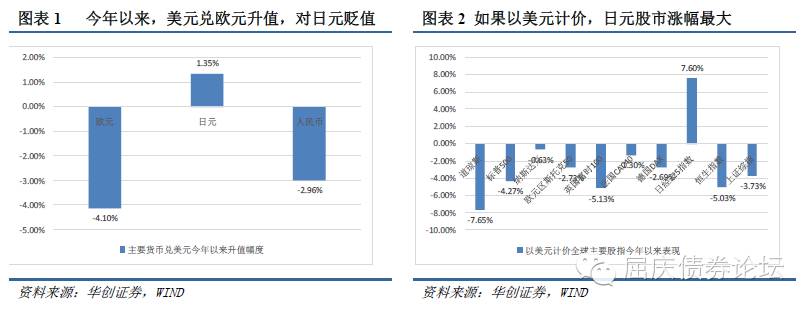 图表 1 今年以来，美元兑欧元升值，对日元贬值
2.00%
1.00%
0.00%
-1.00%
-2.00%
-3.00%
-4.00%
-5.00%
1.35%
欧元
日元
人民币
-4.10%
-2.96%
主要货币兑美元今年以来升值幅度
资料来源：华创证券，WIND
图表 2 如果以美元计价，日元股市涨幅最大
10.00%
8.00%
6.00%
4.00%
2.00%
0.00%
-2.00%
-4.00%
-6.00%
-8.00%
-10.00%
7.60%
道琼斯
标普500
纳斯达
欧元区斯托克50
英国富时100
法国CAC40
德国DAX
日经225指数
恒生指数
上证综指
-7.65%
-4.27%
-0.63%
-2.73%
-5.13%
-2.69%
-5.03%
-3.73%
以美元计价全球主要股指今年以来表现
屈庆债券论坛
资料来源：华创证券，WIND